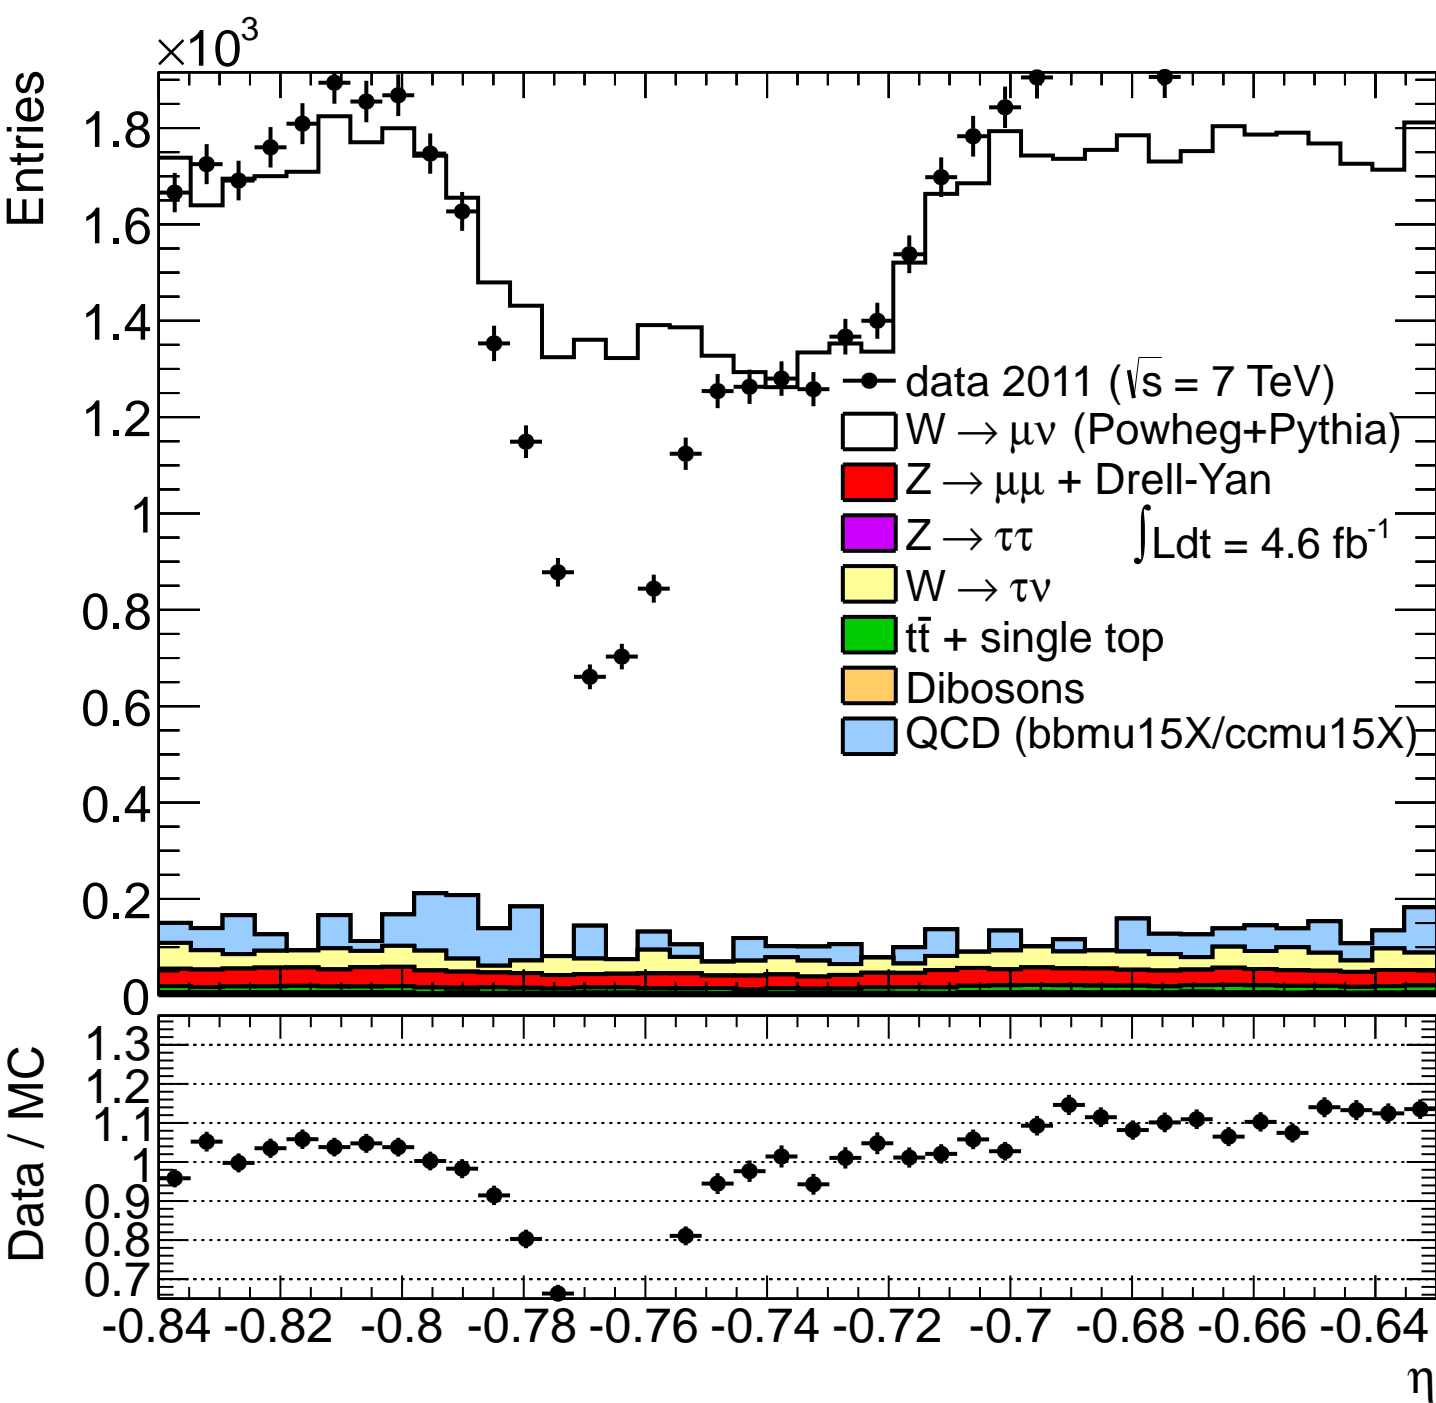 ×10³
Entries
1.8
1.6
1.4
1.2
1
0.8
0.6
0.4
0.2
0
data 2011 (√s = 7 TeV)
W → μν (Powheg+Pythia)
Z → μμ + Drell-Yan
Z → ττ
∫Ldt = 4.6 fb⁻¹
W → τν
tt̄ + single top
Dibosons
QCD (bbmu15X/ccmu15X)
Data / MC
1.3
1.2
1.1
1
0.9
0.8
0.7
-0.84 -0.82 -0.8 -0.78 -0.76 -0.74 -0.72 -0.7 -0.68 -0.66 -0.64
η